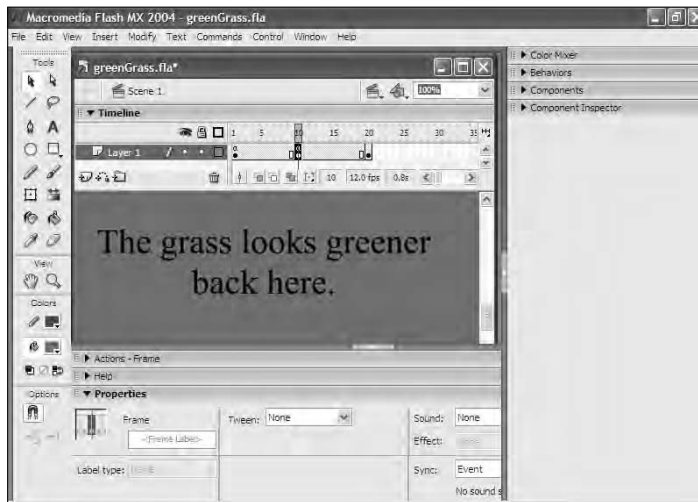 Macromedia Flash MX 2004 - greenGrass.fla
File Edit View Insert Modify Text Commands Control Window Help
Tools
View
Colors
Options
greenGrass.fla*
Scene 1
100%
Timeline
1 5 10 15 20 25 30 35
Layer 1
10 12.0 fps 0.8s
The grass looks greener
back here.
Actions - Frame
Help
Properties
Frame
<Frame Label>
Tween: None
Sound: None
Effect:
Label type:
Sync: Event
No sound s
Color Mixer
Behaviors
Components
Component Inspector